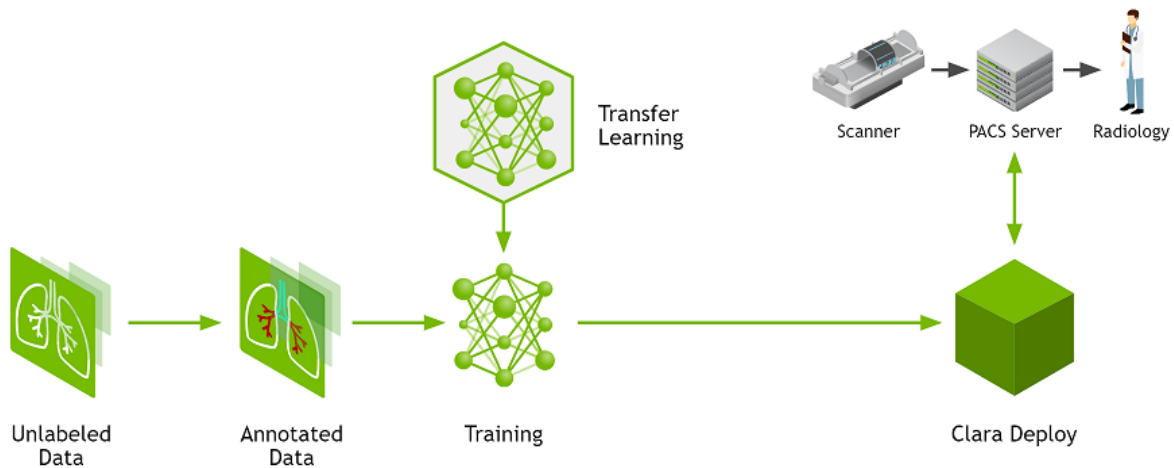 Transfer
Learning
Scanner
PACS Server
Radiology
Unlabeled
Data
Annotated
Data
Training
Clara Deploy